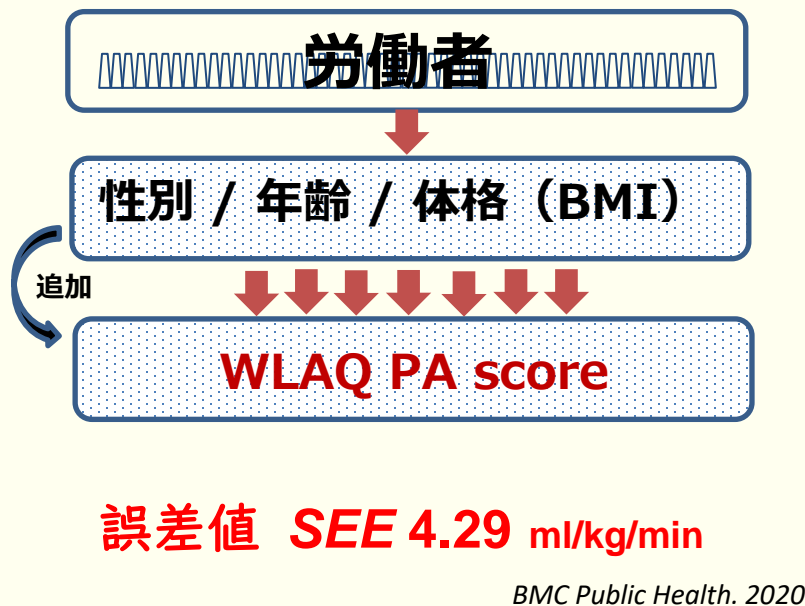 労働者
性別 / 年齢 / 体格（BMI）
追加
WLAQ PA score
誤差値 SEE 4.29 ml/kg/min
BMC Public Health. 2020